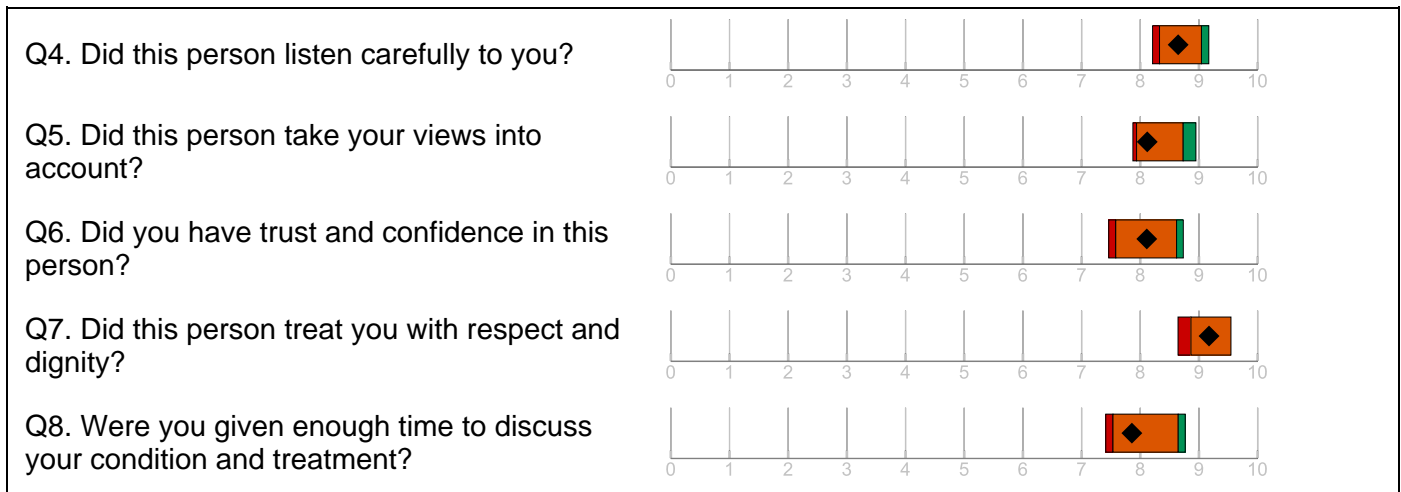 Q4. Did this person listen carefully to you?
0 1 2 3 4 5 6 7 8 9 10
Q5. Did this person take your views into
account?
0 1 2 3 4 5 6 7 8 9 10
Q6. Did you have trust and confidence in this
person?
0 1 2 3 4 5 6 7 8 9 10
Q7. Did this person treat you with respect and
dignity?
0 1 2 3 4 5 6 7 8 9 10
Q8. Were you given enough time to discuss
your condition and treatment?
0 1 2 3 4 5 6 7 8 9 10